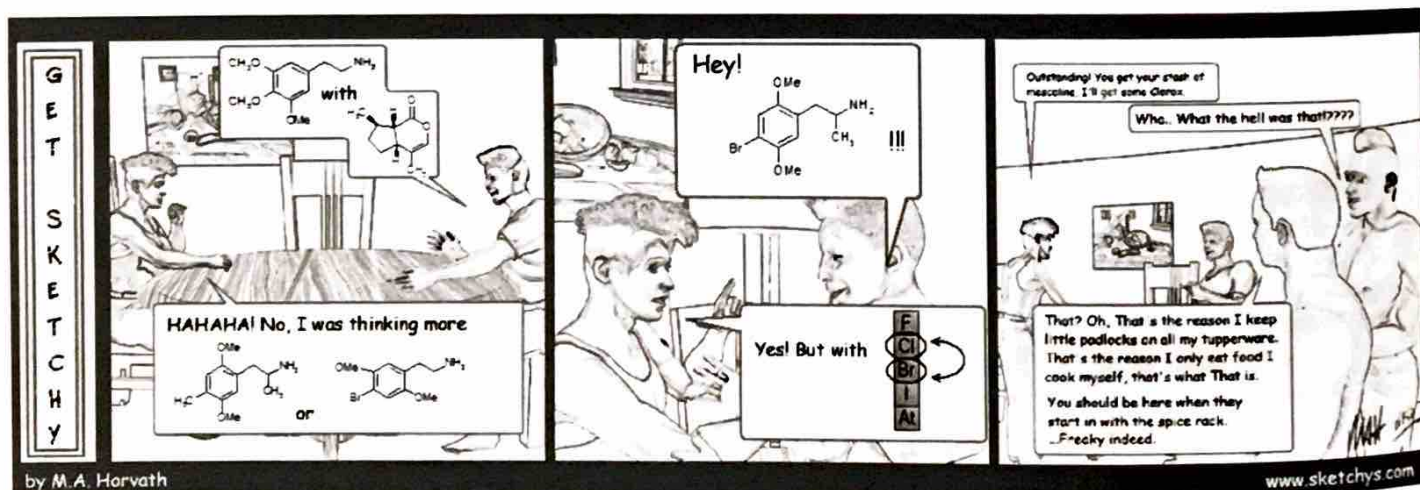 GET SKETCHY
CH₃O
NH₂
CH₃O
OMe
with
O
O
CH₃
HAHAHA! No, I was thinking more
OMe
NH₂
H₃C
CH₃
OMe
or
OMe
NH₂
Br
OMe
Hey!
OMe
NH₂
Br
CH₃
OMe
!!!
Yes! But with
F
Cl
Br
I
At
Outstanding! You get your stash of
mescaline. I'll get some Clorox.
Who.. What the hell was that!????
That? Oh, That s the reason I keep
little padlocks on all my tupperware.
That s the reason I only eat food I
cook myself, that's what That is.
You should be here when they
start in with the spice rack.
...Freaky indeed.
MAH
by M.A. Horvath
www.sketchys.com